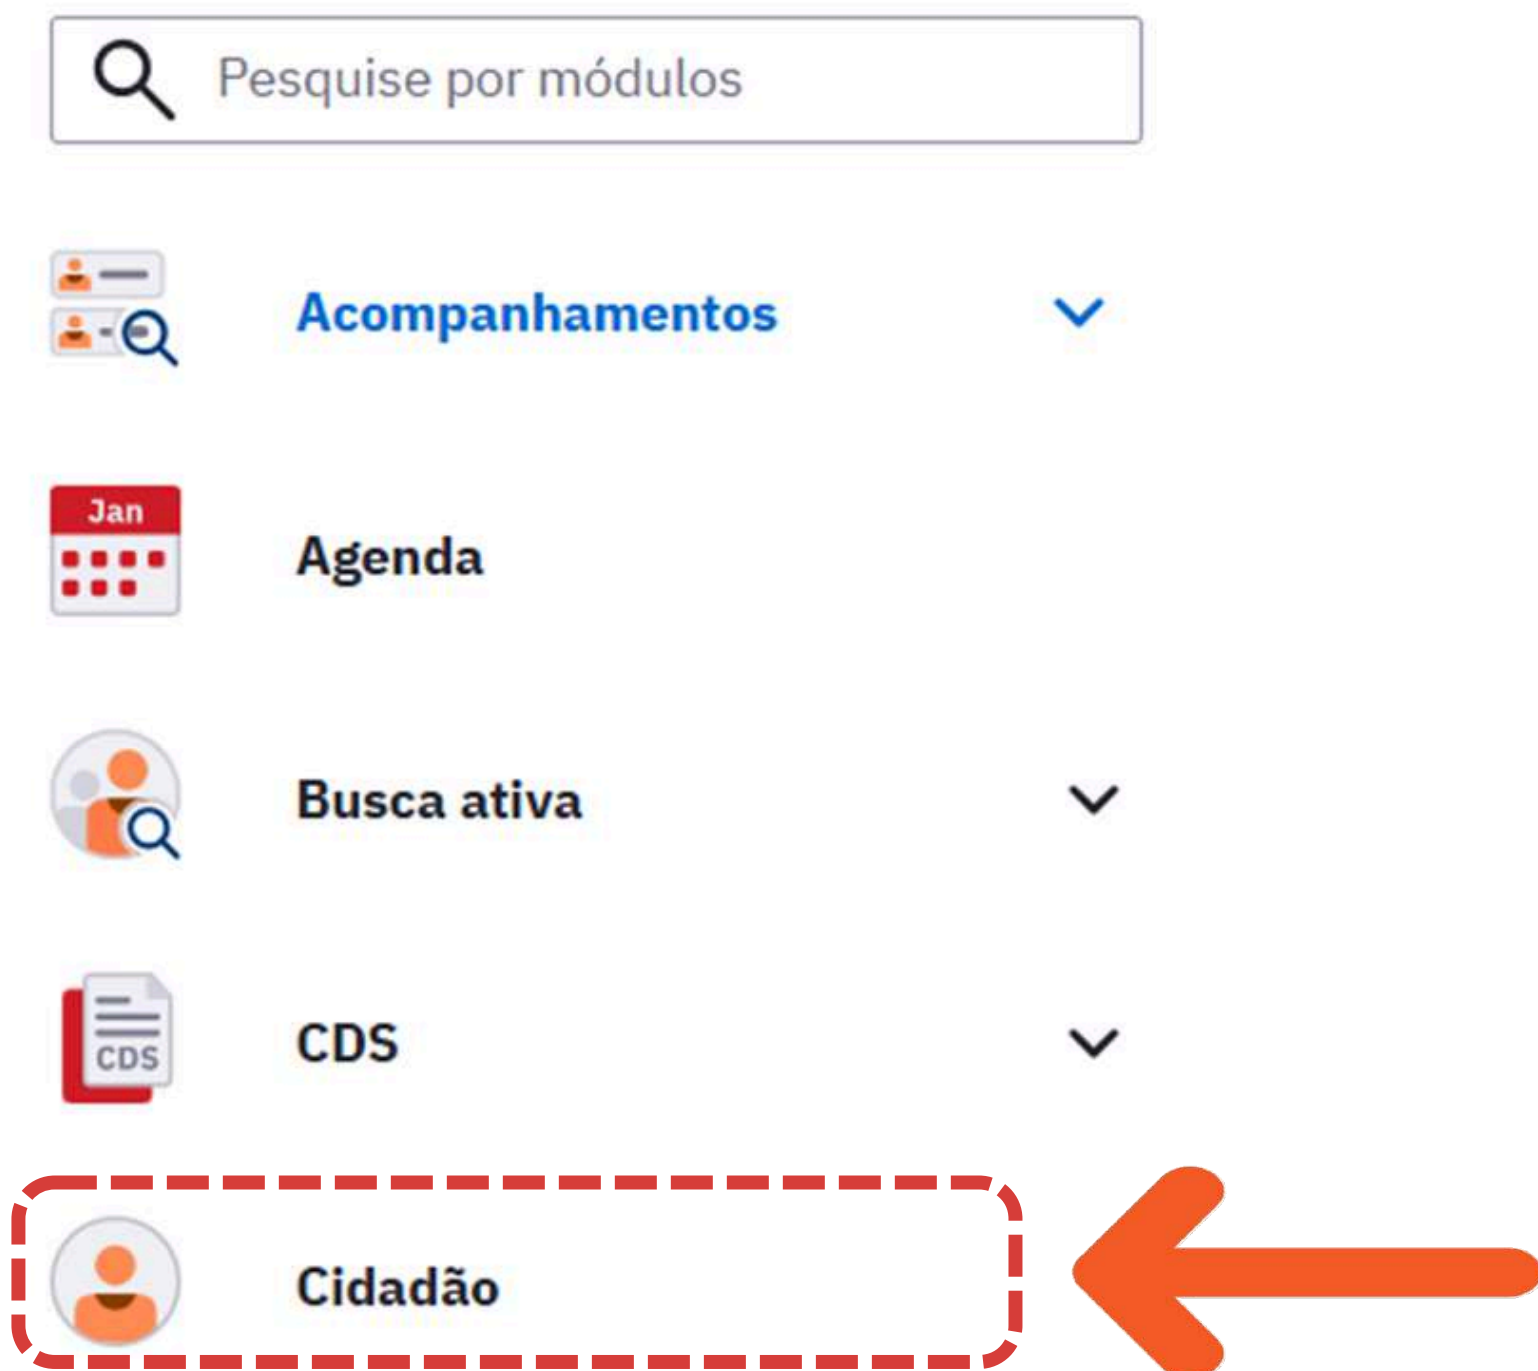 Pesquise por módulos
Acompanhamentos
Jan
Agenda
Busca ativa
CDS
CDS
Cidadão